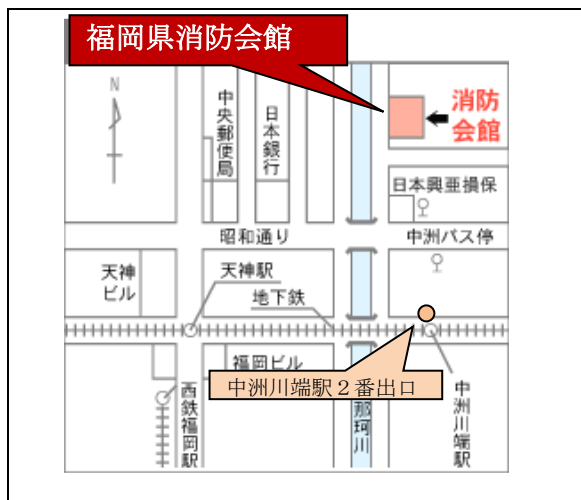 福岡県消防会館
N
中央郵便局
日本銀行
消防
会館
日本興亜損保
昭和通り
中洲バス停
天神
ビル
天神駅
地下鉄
福岡ビル
中洲川端駅２番出口
西鉄福岡駅
那珂川
中洲川端駅